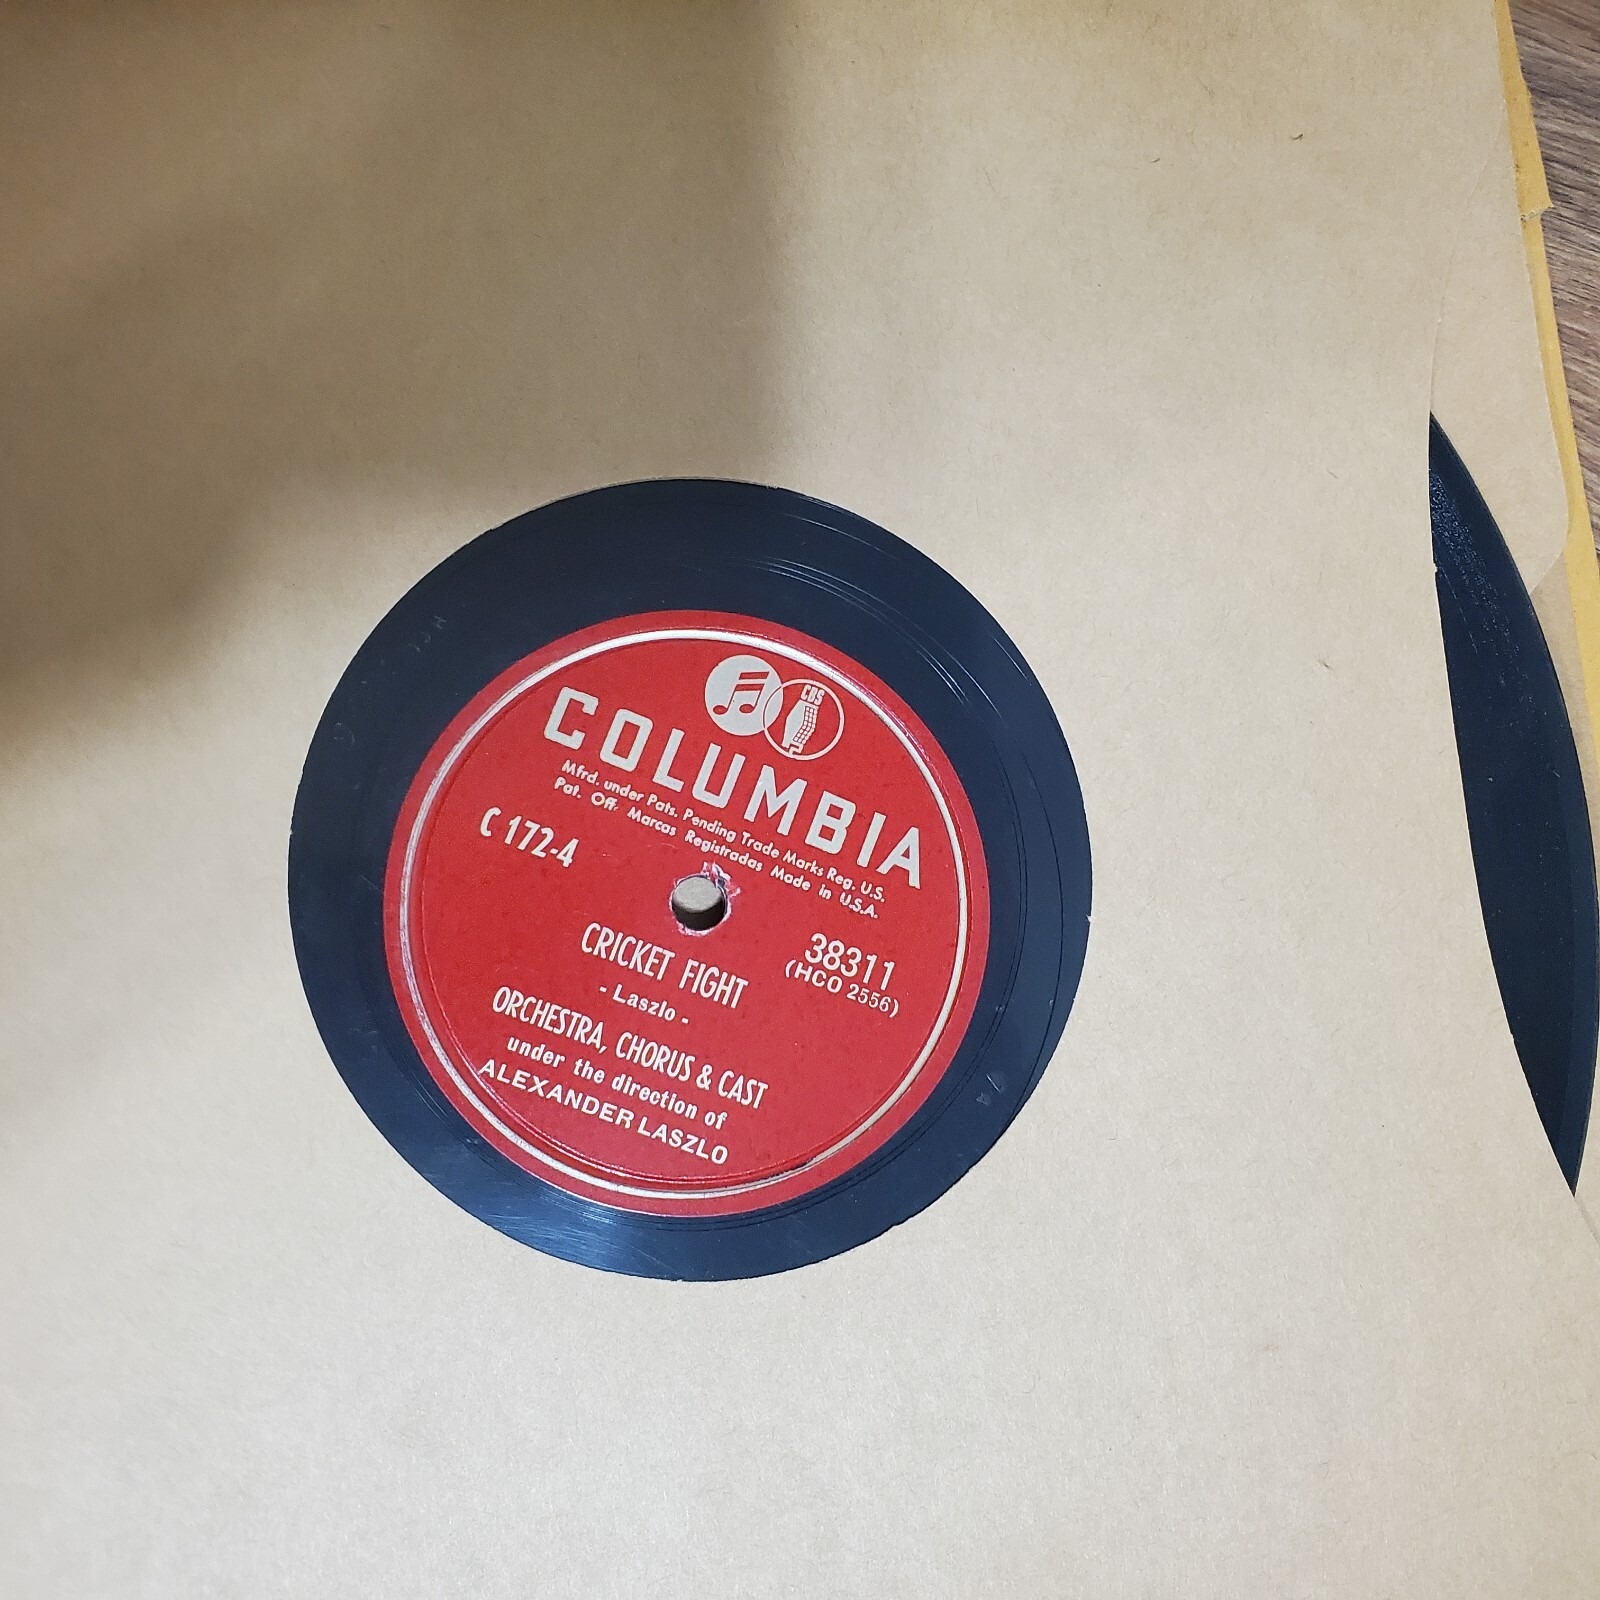 CBS
COLUMBIA
Mfrd. under Pats. Pending Trade Marks Reg. U.S.
Pat. Off. Marcas Registradas Made in U.S.A.
C 172-4
38311
(HCO 2556)
CRICKET FIGHT
- Laszlo -
ORCHESTRA, CHORUS & CAST
under the direction of
ALEXANDER LASZLO